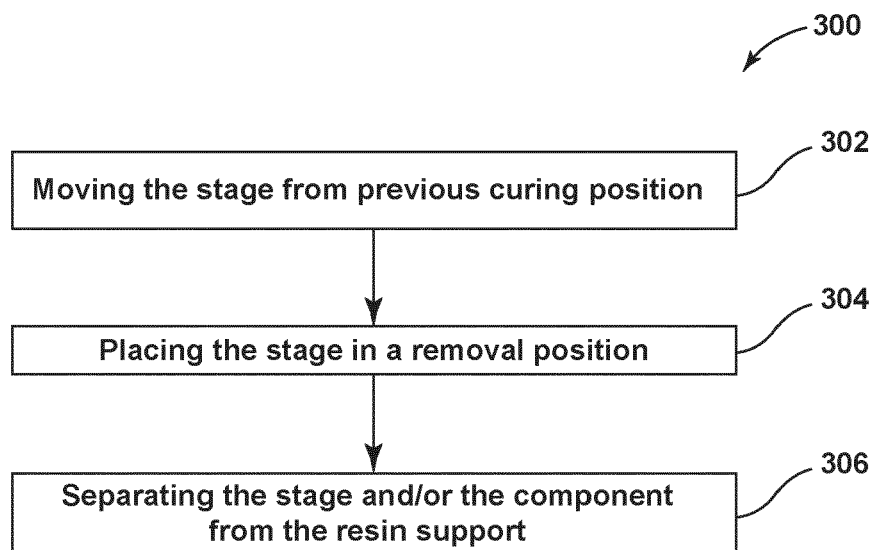 300
302
Moving the stage from previous curing position
304
Placing the stage in a removal position
306
Separating the stage and/or the component
from the resin support